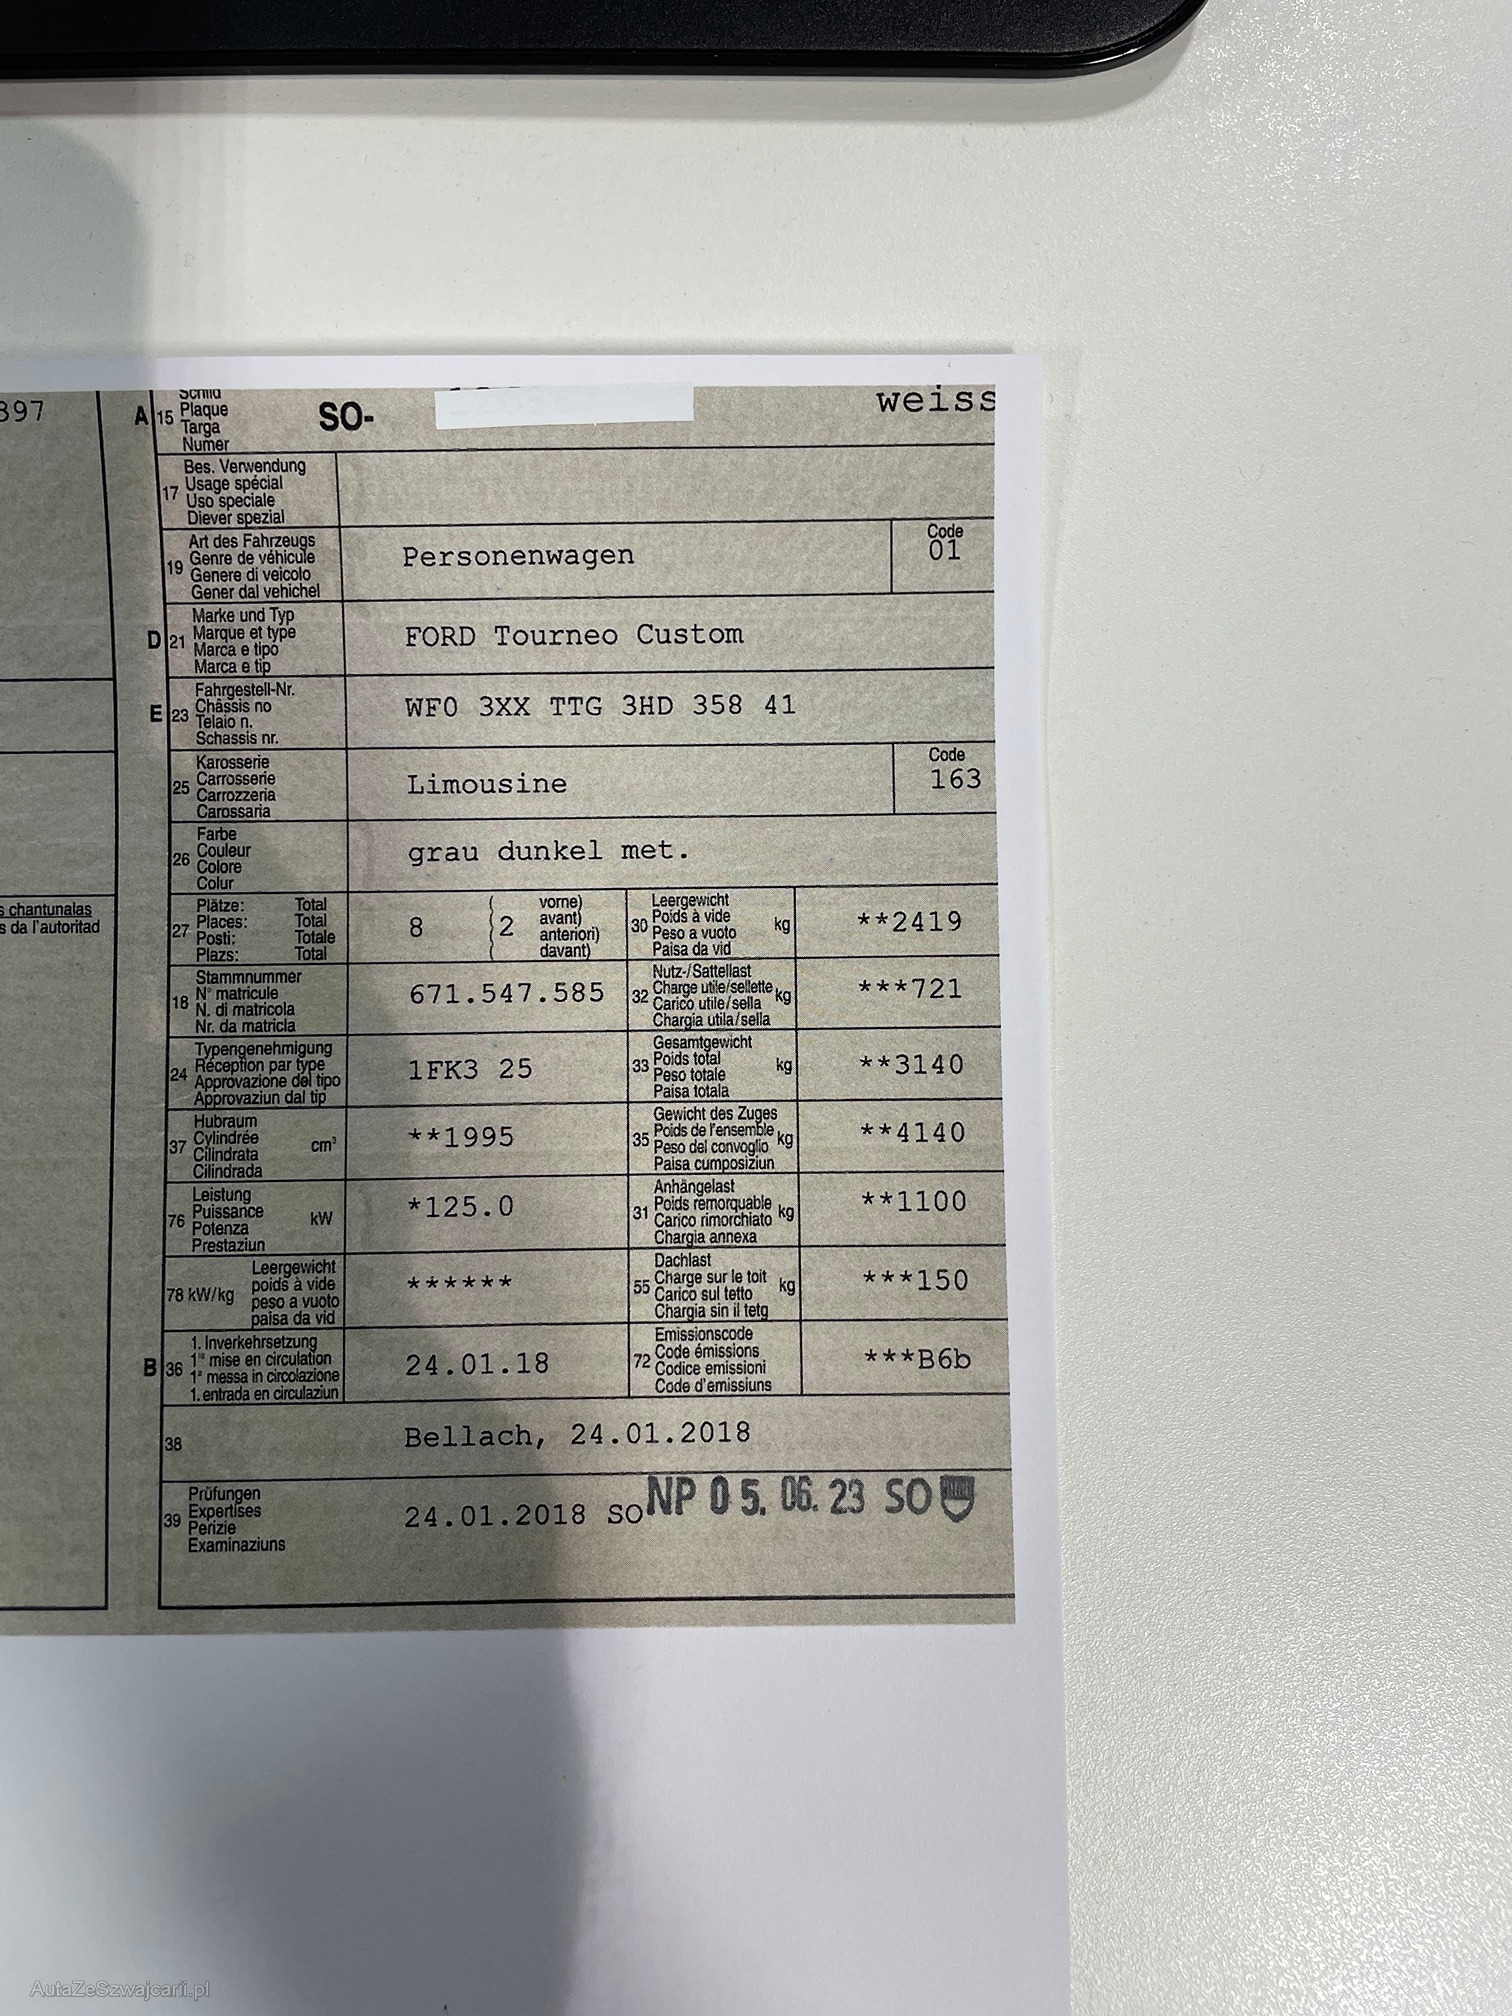 397
A 15 Schild
Plaque
Targa
Numer
SO-
weiss
17 Bes. Verwendung
Usage spécial
Uso speciale
Diever spezial
19 Art des Fahrzeugs
Genre de véhicule
Genere di veicolo
Gener dal vehichel
Personenwagen
Code
01
D 21 Marke und Typ
Marque et type
Marca e tipo
Marca e tip
FORD Tourneo Custom
E 23 Fahrgestell-Nr.
Châssis no
Telaio n.
Schassis nr.
WF0 3XX TTG 3HD 358 41
25 Karosserie
Carrosserie
Carrozzeria
Carossaria
Limousine
Code
163
26 Farbe
Couleur
Colore
Colur
grau dunkel met.
s chantunalas
s da l'autoritad
27 Plätze: Total
Places: Total
Posti: Totale
Plazs: Total
8
( 2 vorne)
avant)
anteriori)
davant)
30 Leergewicht
Poids à vide
Peso a vuoto
Paisa da vid
kg
**2419
18 Stammnummer
N° matricule
N. di matricola
Nr. da matricla
671.547.585
32 Nutz-/Sattellast
Charge utile/sellette
Carico utile/sella
Chargia utila/sella
kg
***721
24 Typengenehmigung
Réception par type
Approvazione del tipo
Approvaziun dal tip
1FK3 25
33 Gesamtgewicht
Poids total
Peso totale
Paisa totala
kg
**3140
37 Hubraum
Cylindrée
Cilindrata
Cilindrada
cm³
**1995
35 Gewicht des Zuges
Poids de l'ensemble
Peso del convoglio
Paisa cumposiziun
kg
**4140
76 Leistung
Puissance
Potenza
Prestaziun
kW
*125.0
31 Anhängelast
Poids remorquable
Carico rimorchiato
Chargia annexa
kg
**1100
78 kW/kg
Leergewicht
poids à vide
peso a vuoto
paisa da vid
******
55 Dachlast
Charge sur le toit
Carico sul tetto
Chargia sin il tetg
kg
***150
B 36 1. Inverkehrsetzung
1re mise en circulation
1a messa in circolazione
1. entrada en circulaziun
24.01.18
72 Emissionscode
Code émissions
Codice emissioni
Code d'emissiuns
***B6b
38
Bellach, 24.01.2018
39 Prüfungen
Expertises
Perizie
Examinaziuns
24.01.2018 SO
NP 05. 06. 23 SO
AutaZeSzwajcarii.pl